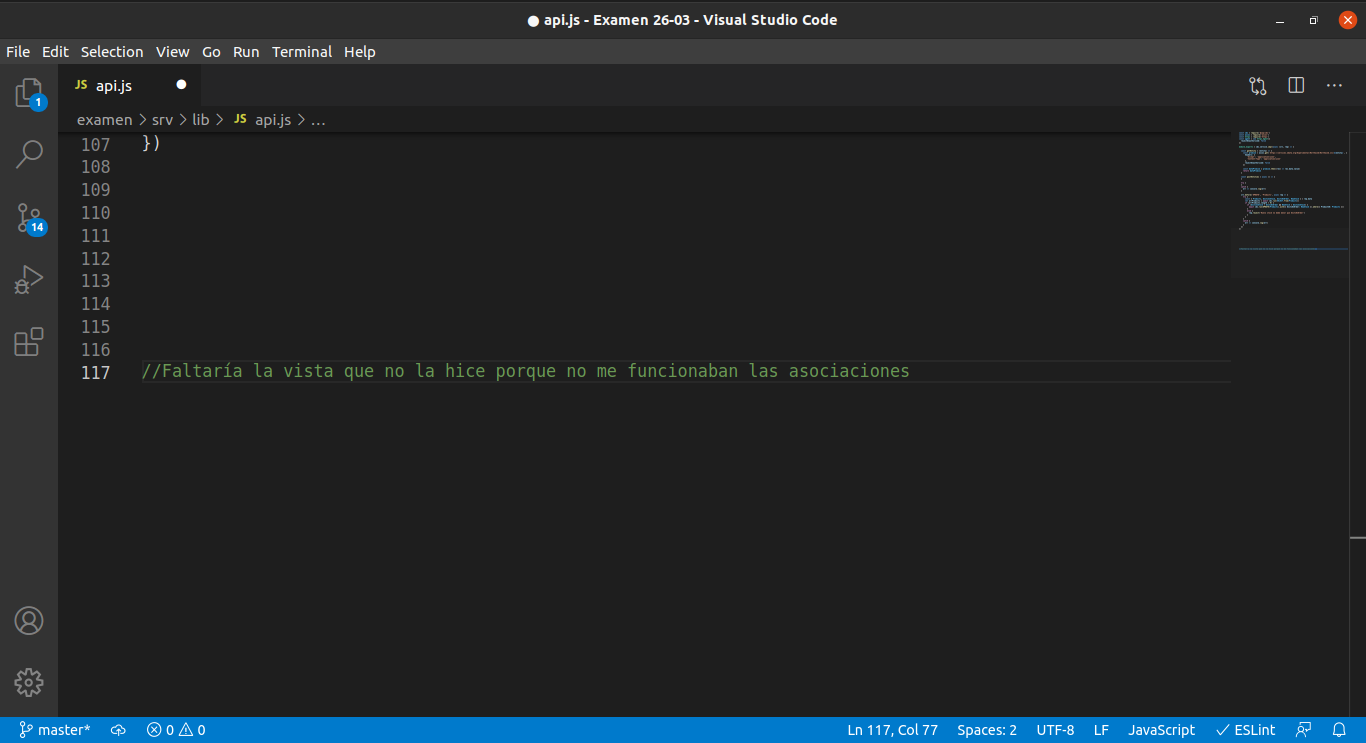 ● api.js - Examen 26-03 - Visual Studio Code
File Edit Selection View Go Run Terminal Help
JS api.js ●
examen > srv > lib > JS api.js > ...
107 })
108
109
110
111
112
113
114
115
116
117 //Faltaría la vista que no la hice porque no me funcionaban las asociaciones
1
14
master* 0 0 Ln 117, Col 77 Spaces: 2 UTF-8 LF JavaScript ESLint